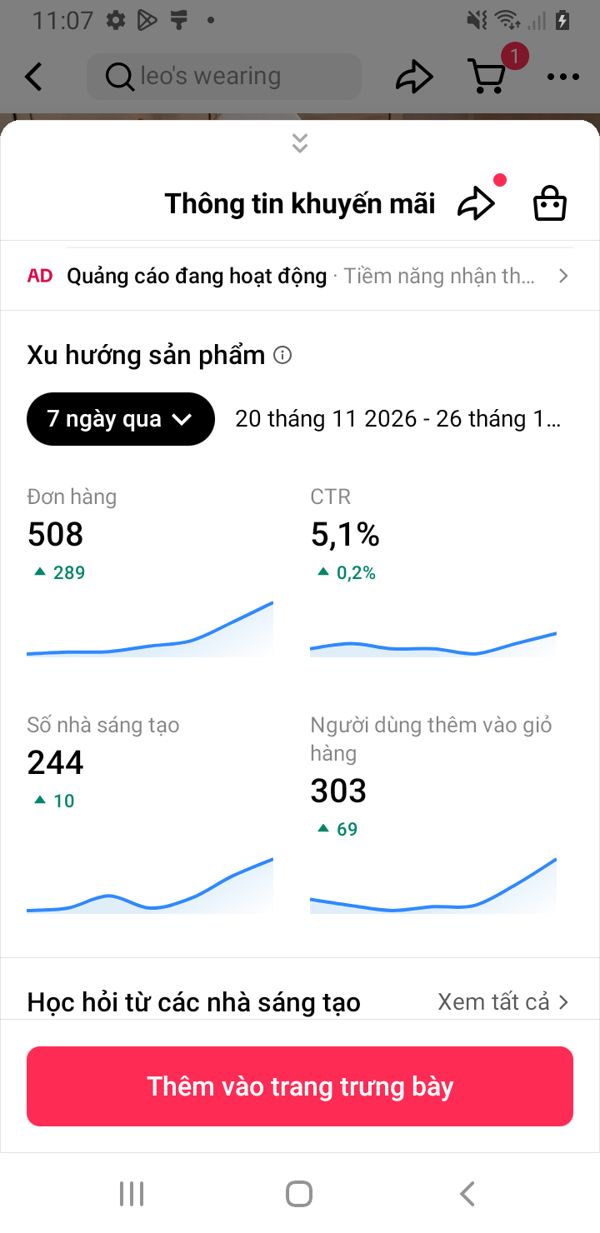 11:07
leo's wearing
1
Thông tin khuyến mãi
AD Quảng cáo đang hoạt động · Tiềm năng nhận th...
Xu hướng sản phẩm
7 ngày qua
20 tháng 11 2026 - 26 tháng 1...
Đơn hàng
508
289
CTR
5,1%
0,2%
Số nhà sáng tạo
244
10
Người dùng thêm vào giỏ
hàng
303
69
Học hỏi từ các nhà sáng tạo
Xem tất cả
Thêm vào trang trưng bày